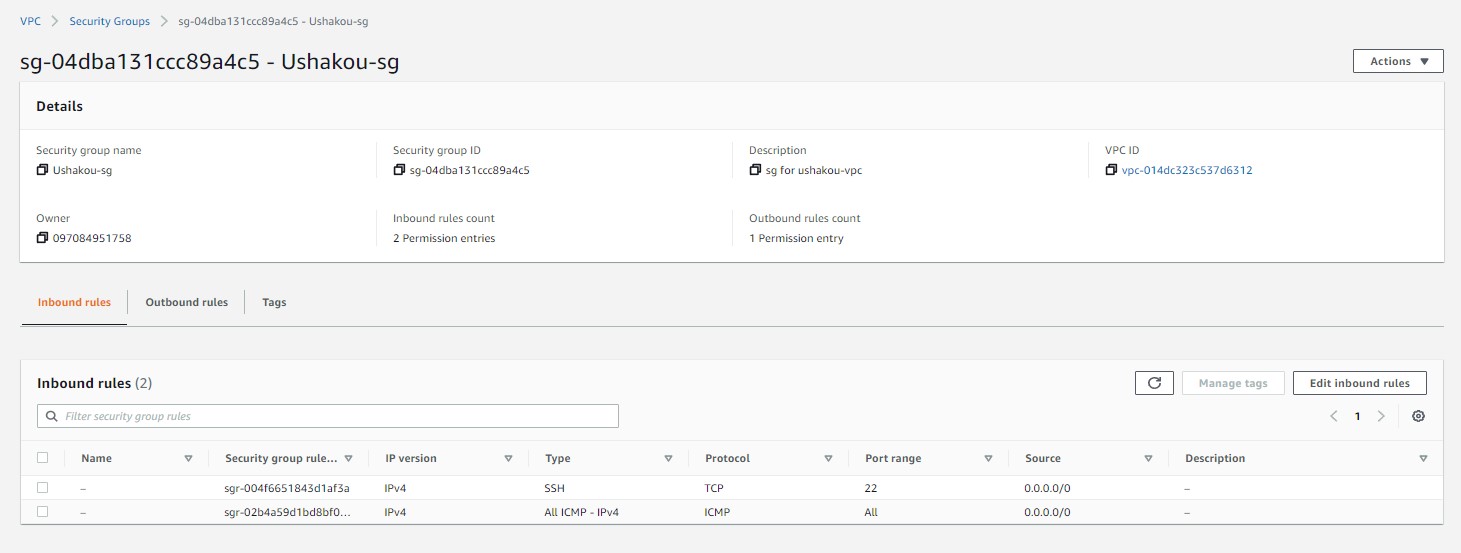 VPC > Security Groups > sg-04dba131ccc89a4c5 - Ushakou-sg
sg-04dba131ccc89a4c5 - Ushakou-sg
Actions
Details
Security group name Security group ID Description VPC ID
Ushakou-sg sg-04dba131ccc89a4c5 sg for ushakou-vpc vpc-014dc323c537d6312
Owner Inbound rules count Outbound rules count
097084951758 2 Permission entries 1 Permission entry
Inbound rules Outbound rules Tags
Inbound rules (2) Manage tags Edit inbound rules
Filter security group rules 1
Name Security group rule... IP version Type Protocol Port range Source Description
– sgr-004f6651843d1af3a IPv4 SSH TCP 22 0.0.0.0/0 –
– sgr-02b4a59d1bd8bf0... IPv4 All ICMP - IPv4 ICMP All 0.0.0.0/0 –